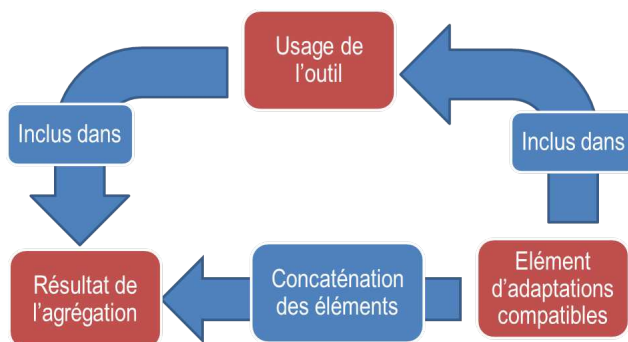 Usage de
l'outil
Inclus dans
Inclus dans
Résultat de
l'agrégation
Concaténation
des éléments
Elément
d'adaptations
compatibles